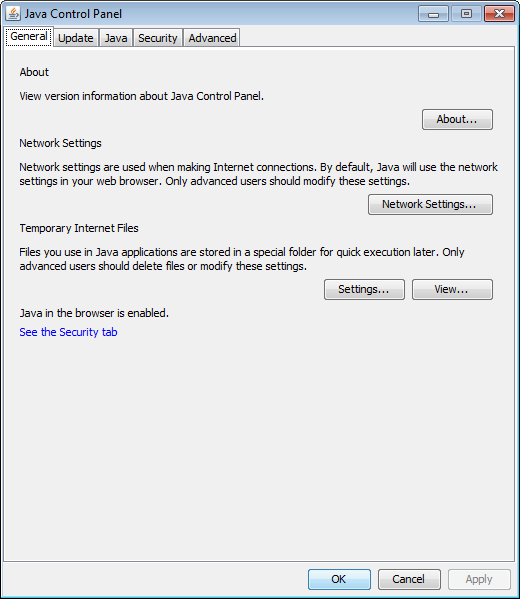 Java Control Panel
General Update Java Security Advanced
About
View version information about Java Control Panel.
About...
Network Settings
Network settings are used when making Internet connections. By default, Java will use the network
settings in your web browser. Only advanced users should modify these settings.
Network Settings...
Temporary Internet Files
Files you use in Java applications are stored in a special folder for quick execution later. Only
advanced users should delete files or modify these settings.
Settings... View...
Java in the browser is enabled.
See the Security tab
OK Cancel Apply